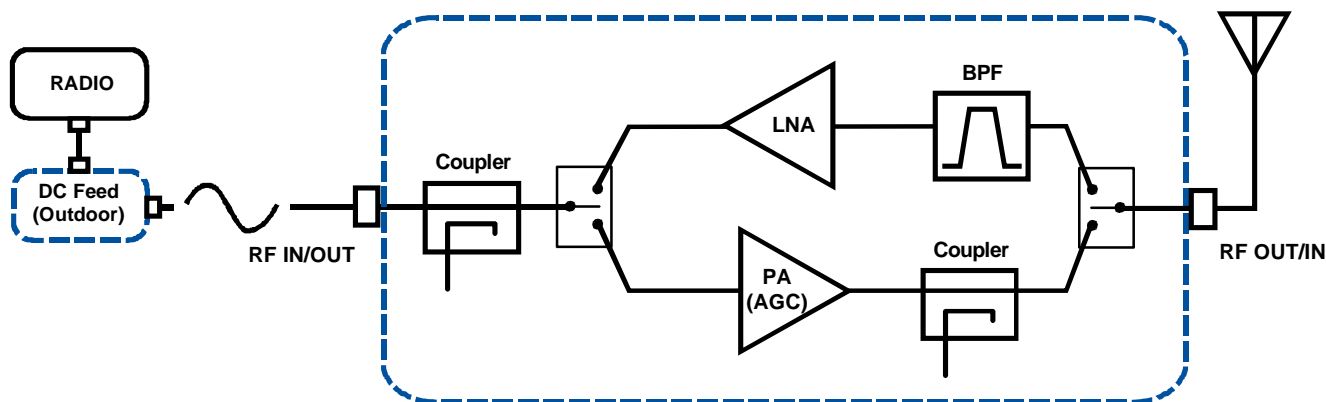 RADIO
DC Feed
(Outdoor)
RF IN/OUT
Coupler
LNA
BPF
PA
(AGC)
Coupler
RF OUT/IN